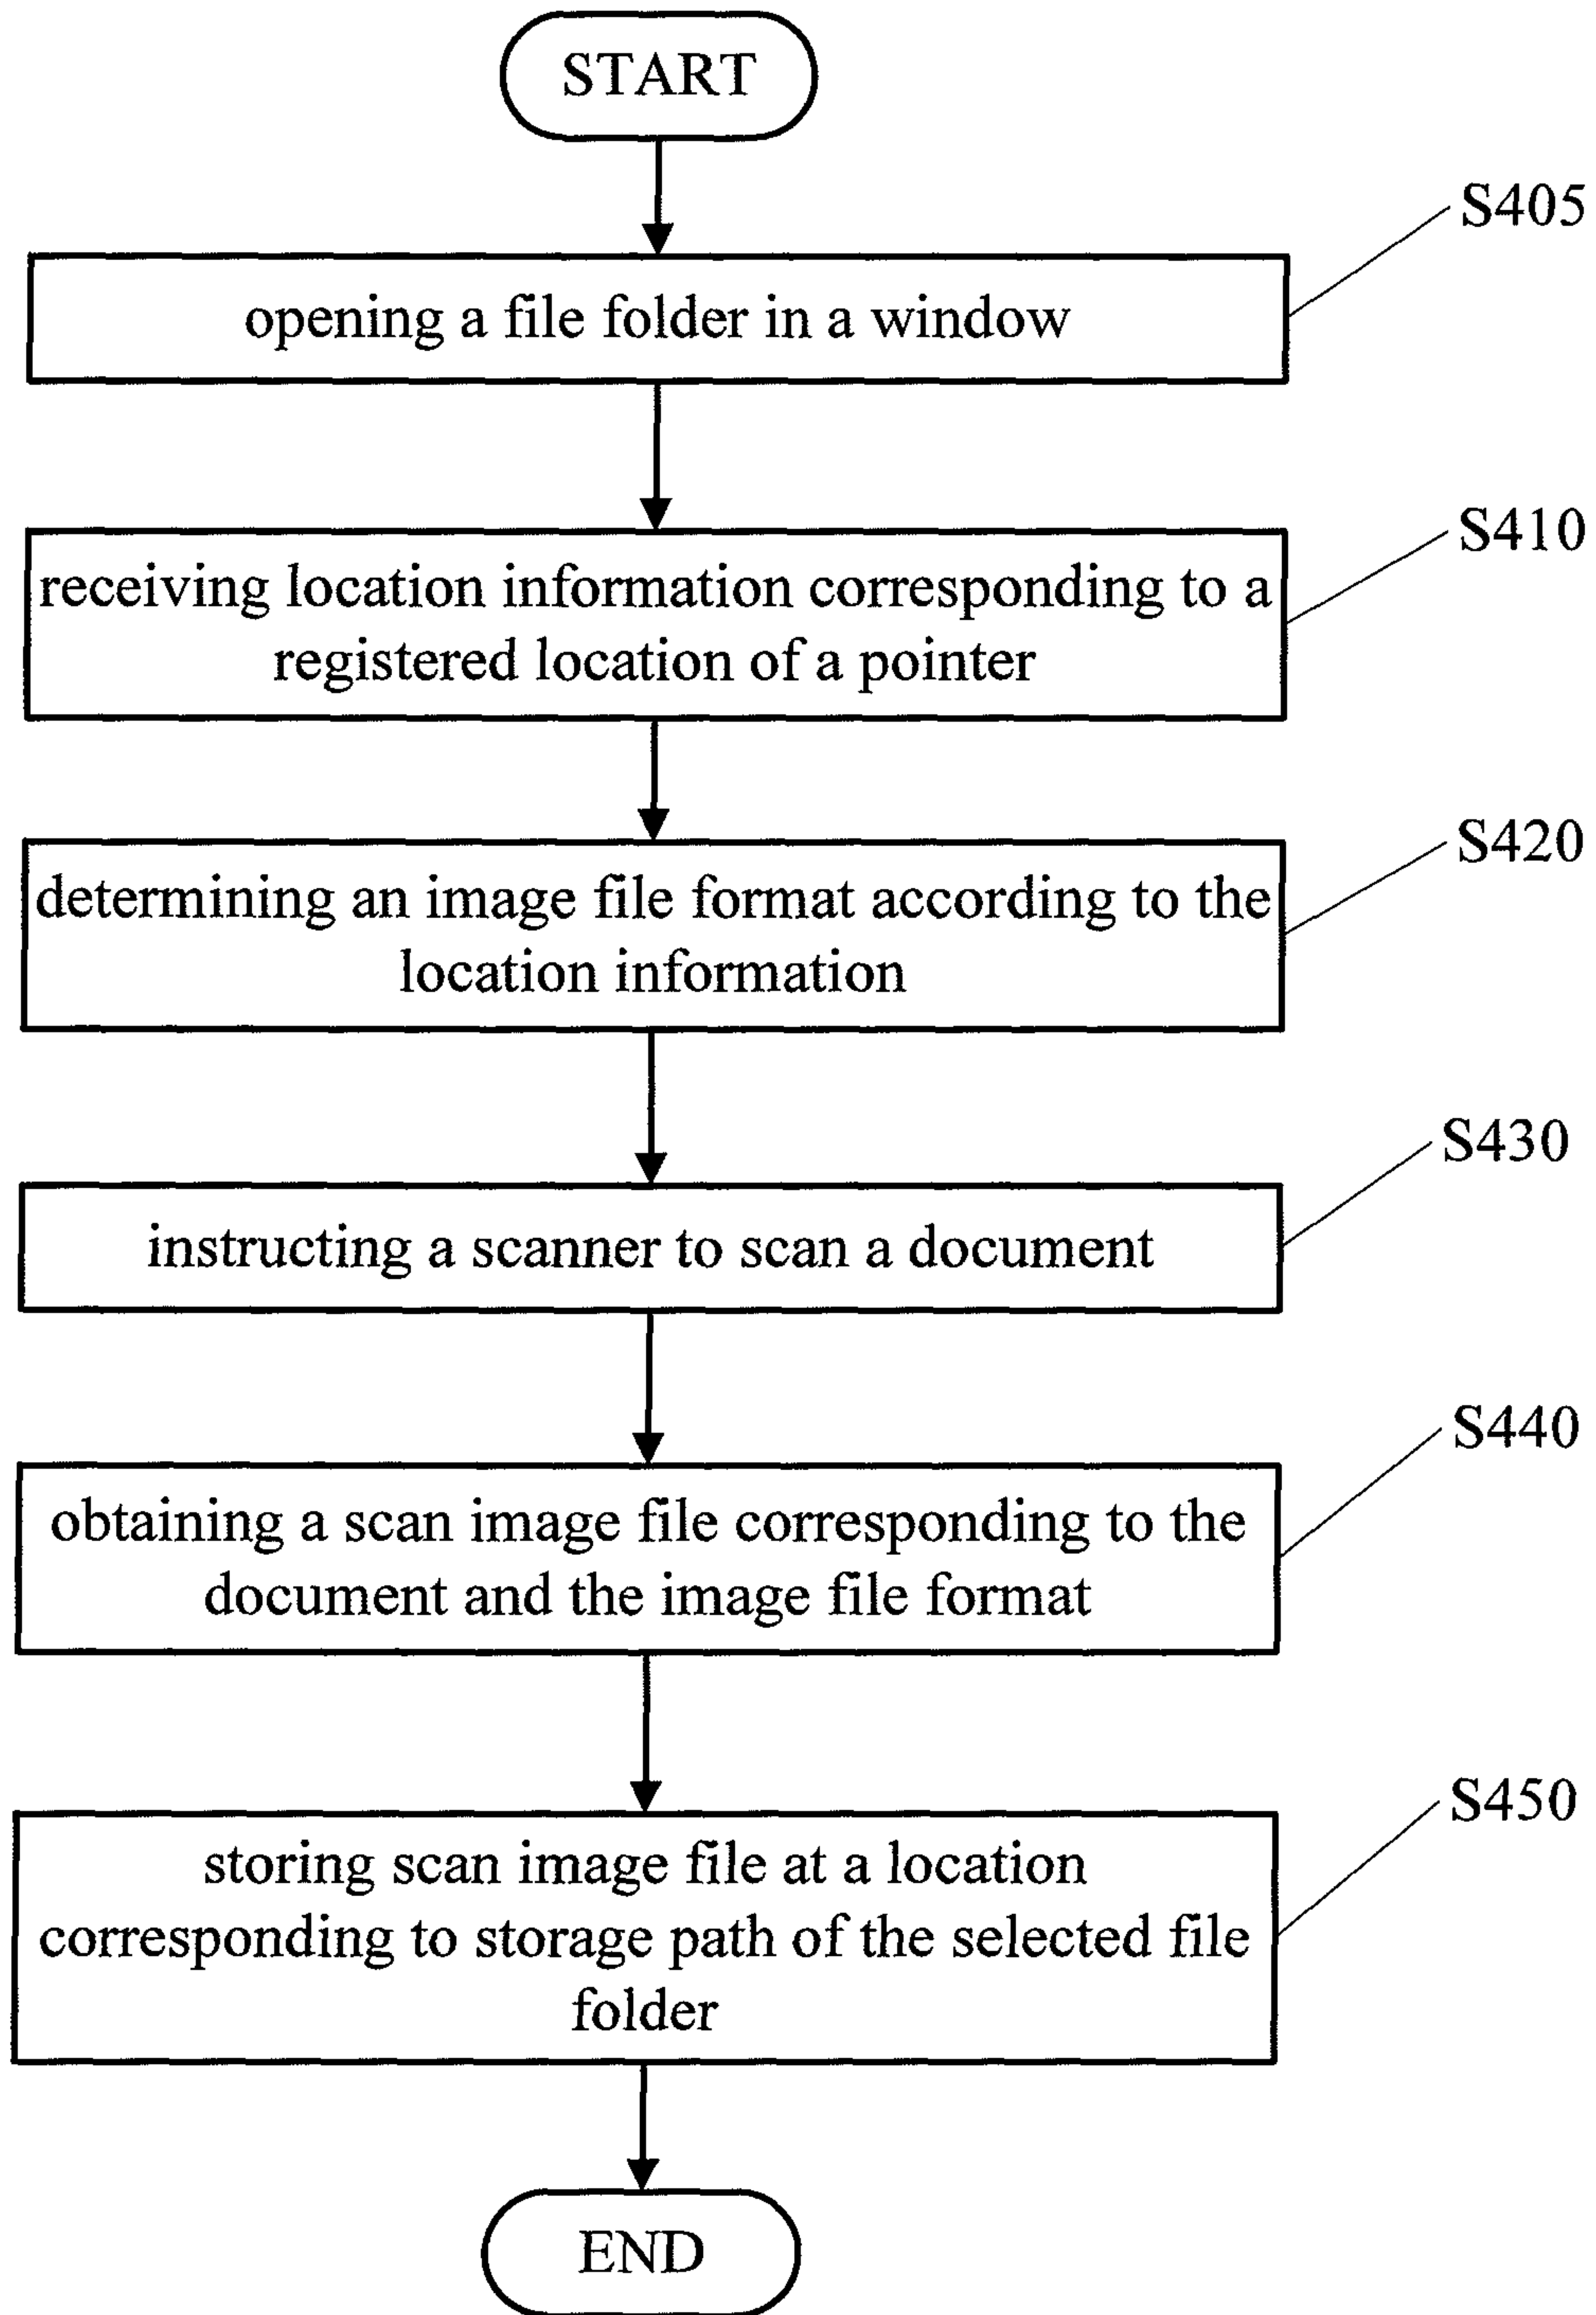 START
S405
opening a file folder in a window
S410
receiving location information corresponding to a
registered location of a pointer
S420
determining an image file format according to the
location information
S430
instructing a scanner to scan a document
S440
obtaining a scan image file corresponding to the
document and the image file format
S450
storing scan image file at a location
corresponding to storage path of the selected file
folder
END